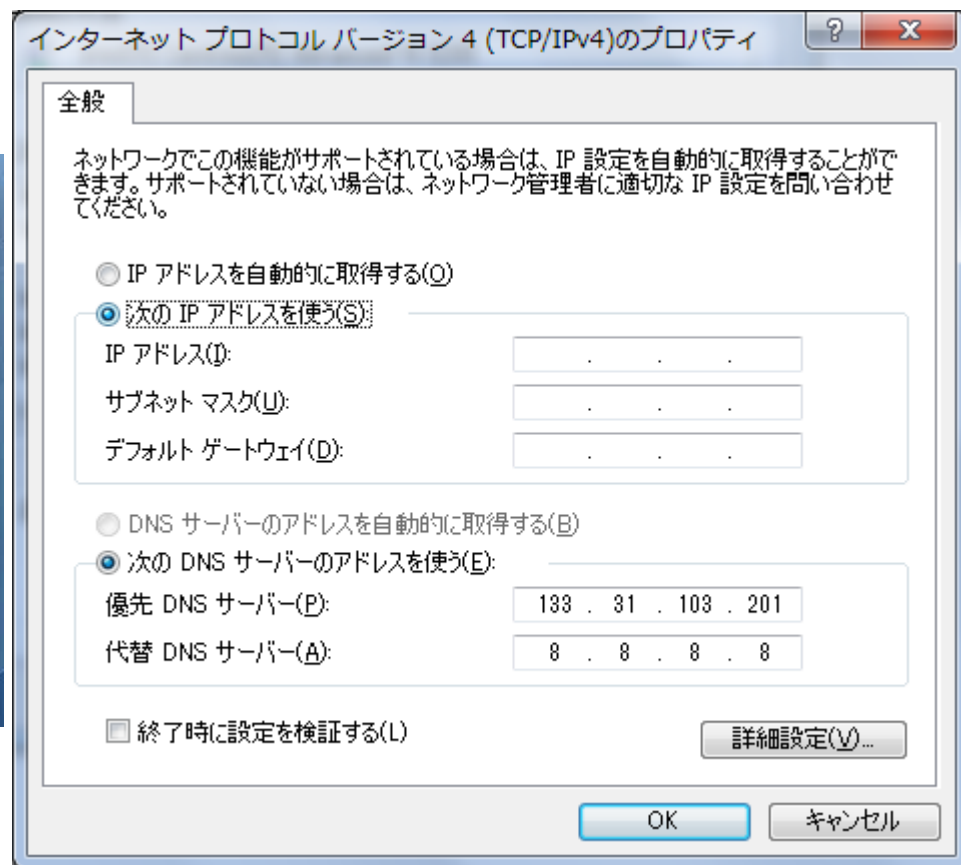 インターネット プロトコル バージョン 4 (TCP/IPv4)のプロパティ
全般
ネットワークでこの機能がサポートされている場合は、IP 設定を自動的に取得することがで
きます。サポートされていない場合は、ネットワーク管理者に適切な IP 設定を問い合わせ
てください。
IP アドレスを自動的に取得する(O)
次の IP アドレスを使う(S):
IP アドレス(I): . . .
サブネット マスク(U): . . .
デフォルト ゲートウェイ(D): . . .
DNS サーバーのアドレスを自動的に取得する(B)
次の DNS サーバーのアドレスを使う(E):
優先 DNS サーバー(P): 133 . 31 . 103 . 201
代替 DNS サーバー(A): 8 . 8 . 8 . 8
終了時に設定を検証する(L)
詳細設定(V)...
OK キャンセル